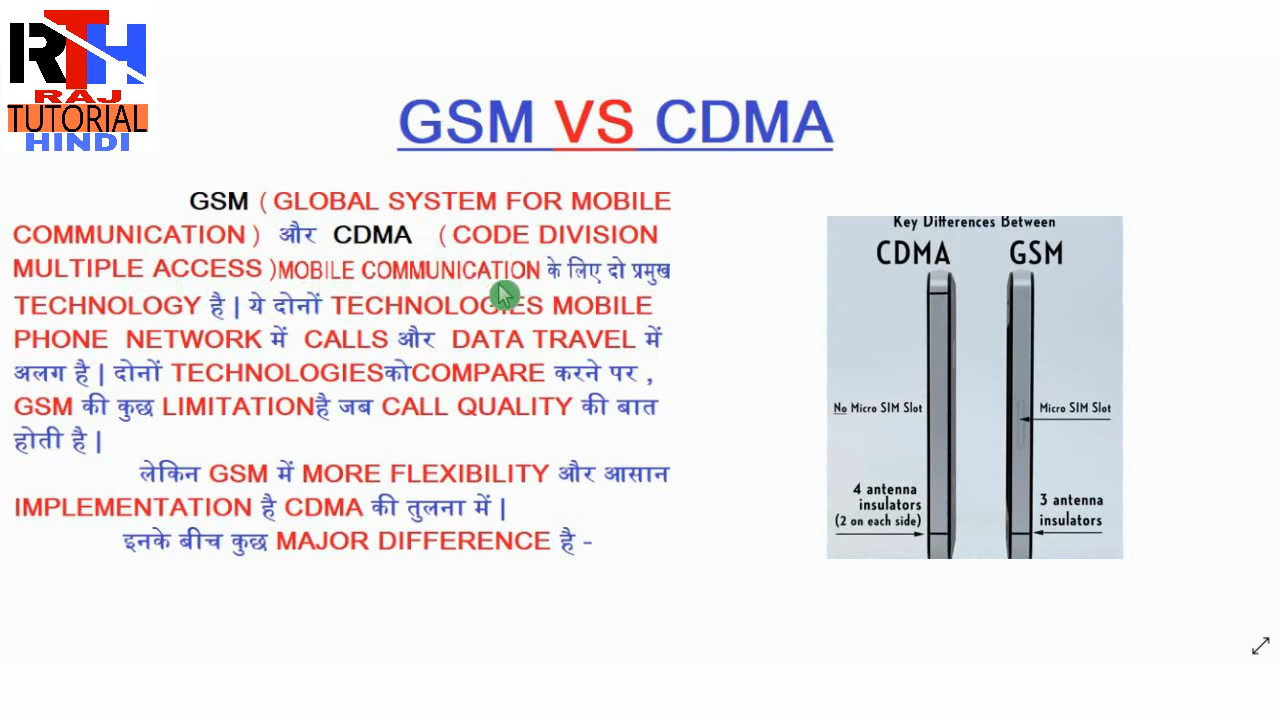 RTH
RAJ
TUTORIAL
HINDI
GSM VS CDMA
GSM ( GLOBAL SYSTEM FOR MOBILE
COMMUNICATION ) और CDMA ( CODE DIVISION
MULTIPLE ACCESS )MOBILE COMMUNICATION के लिए दो प्रमुख
TECHNOLOGY है | ये दोनों TECHNOLOGIES MOBILE
PHONE NETWORK में CALLS और DATA TRAVEL में
अलग है | दोनों TECHNOLOGIESकोCOMPARE करने पर ,
GSM की कुछ LIMITATIONहै जब CALL QUALITY की बात
होती है |
लेकिन GSM में MORE FLEXIBILITY और आसान
IMPLEMENTATION है CDMA की तुलना में |
इनके बीच कुछ MAJOR DIFFERENCE है -
Key Differences Between
CDMA GSM
No Micro SIM Slot
Micro SIM Slot
4 antenna
insulators
(2 on each side)
3 antenna
insulators